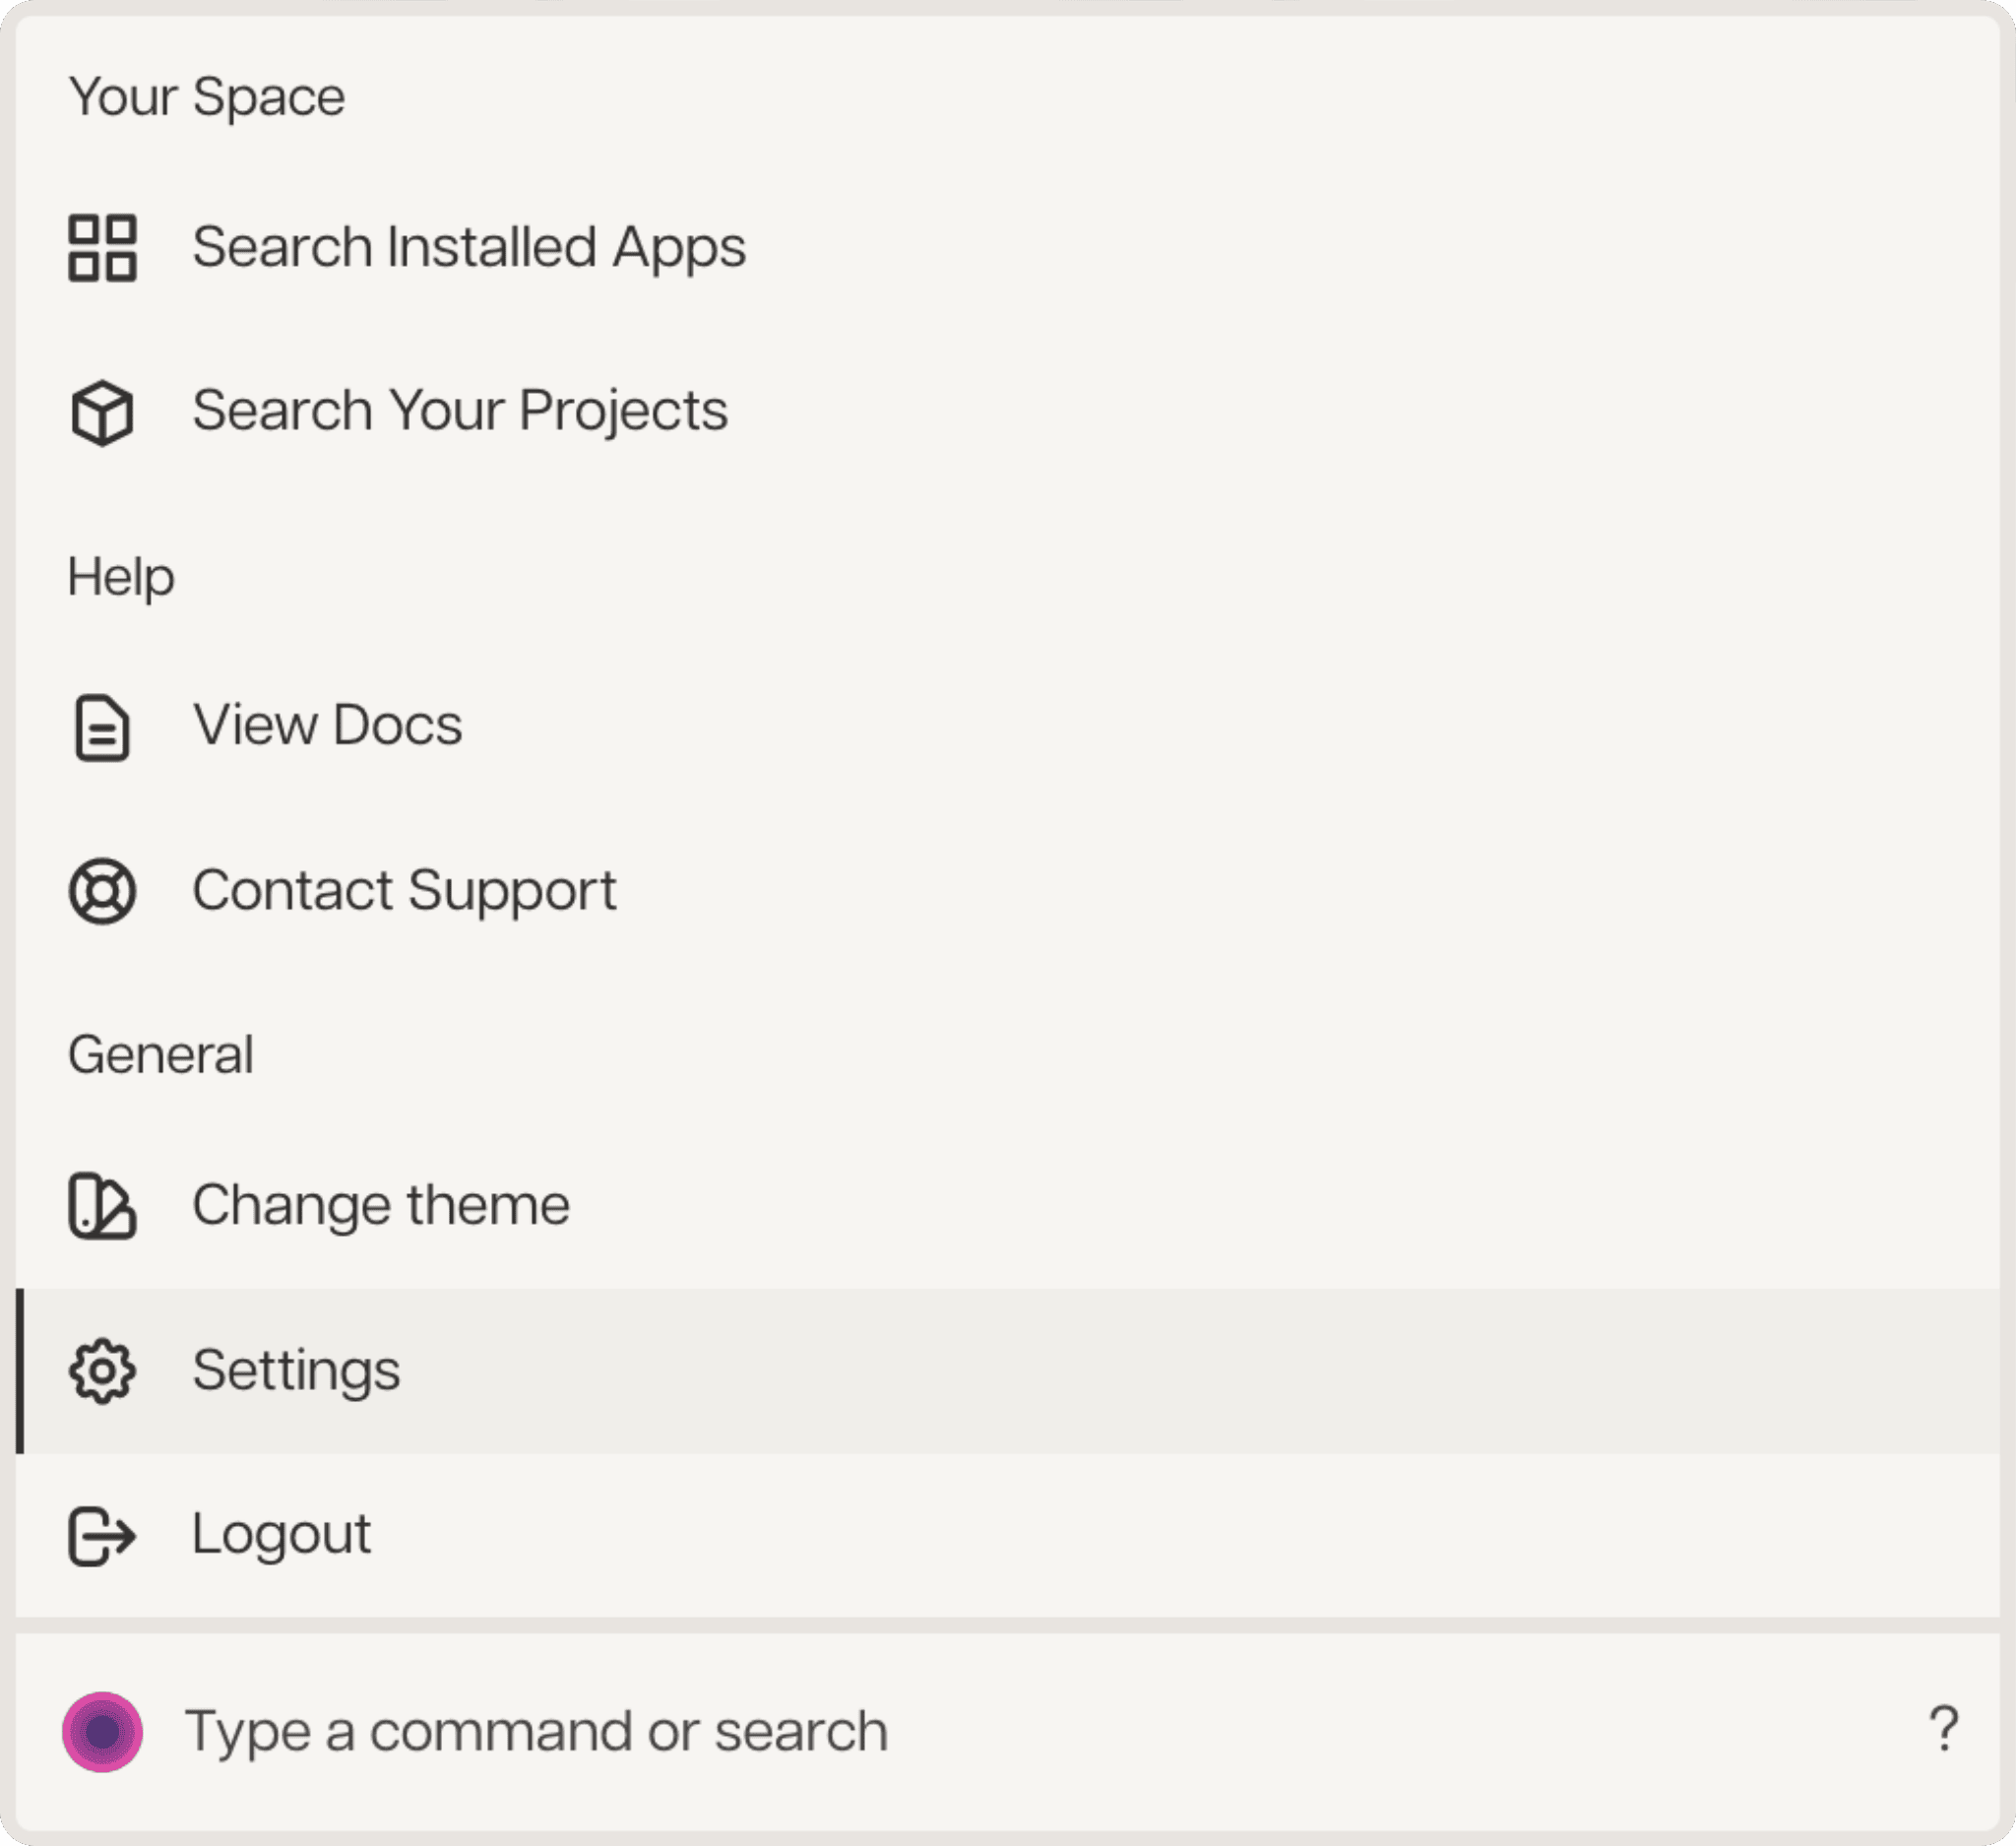 Your Space
Search Installed Apps
Search Your Projects
Help
View Docs
Contact Support
General
Change theme
Settings
Logout
Type a command or search
?